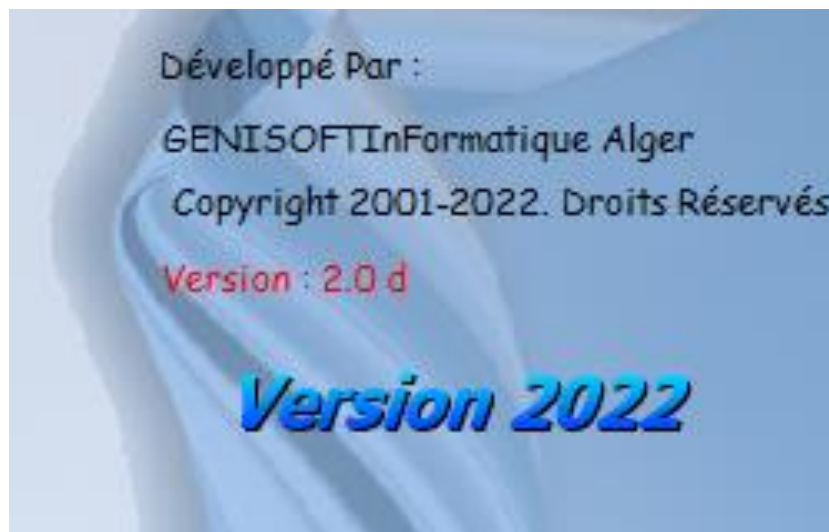 Développé Par :
GENISOFTInFormatique Alger
Copyright 2001-2022. Droits Réservés
Version : 2.0 d
Version 2022